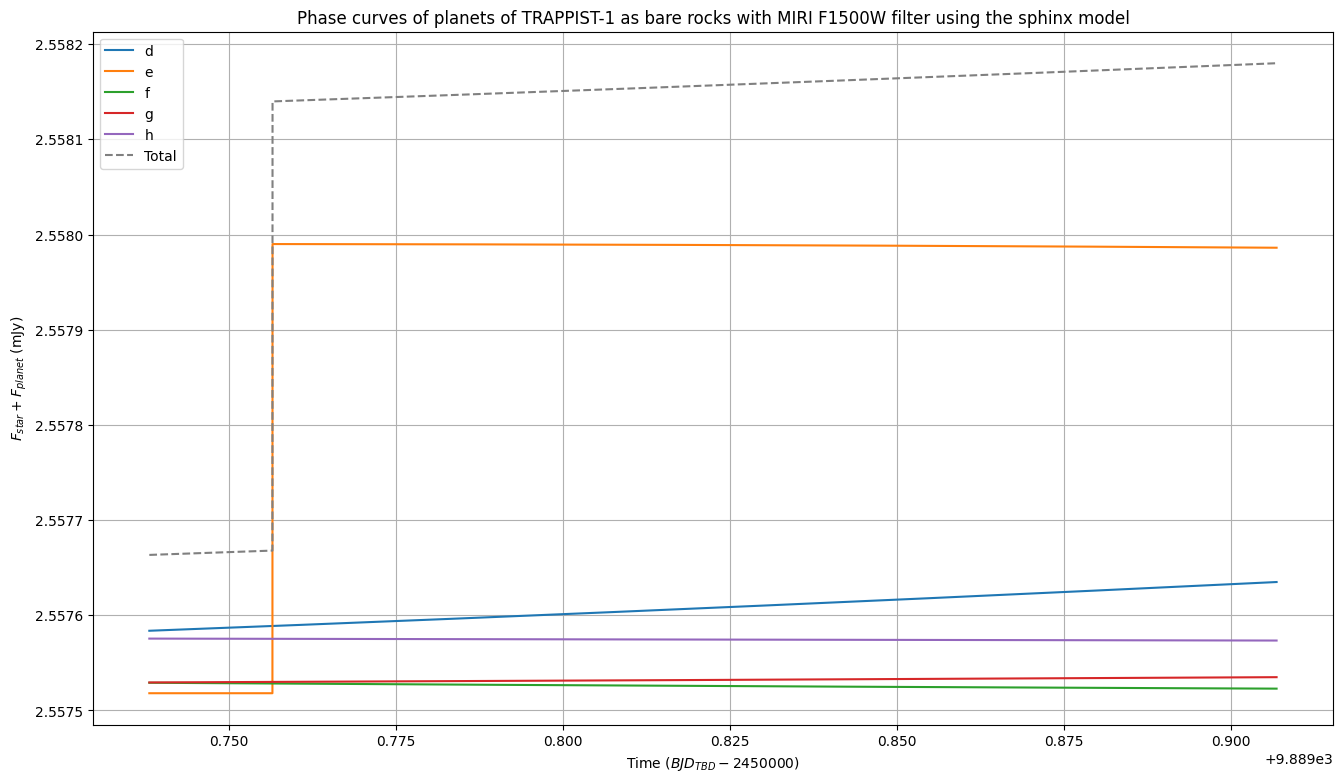 Phase curves of planets of TRAPPIST-1 as bare rocks with MIRI F1500W filter using the sphinx model
d
e
f
g
h
Total
2.5582
2.5581
2.5580
2.5579
2.5578
2.5577
2.5576
2.5575
F_star + F_planet (mJy)
0.750 0.775 0.800 0.825 0.850 0.875 0.900
+9.889e3
Time (BJD_TBD − 2450000)